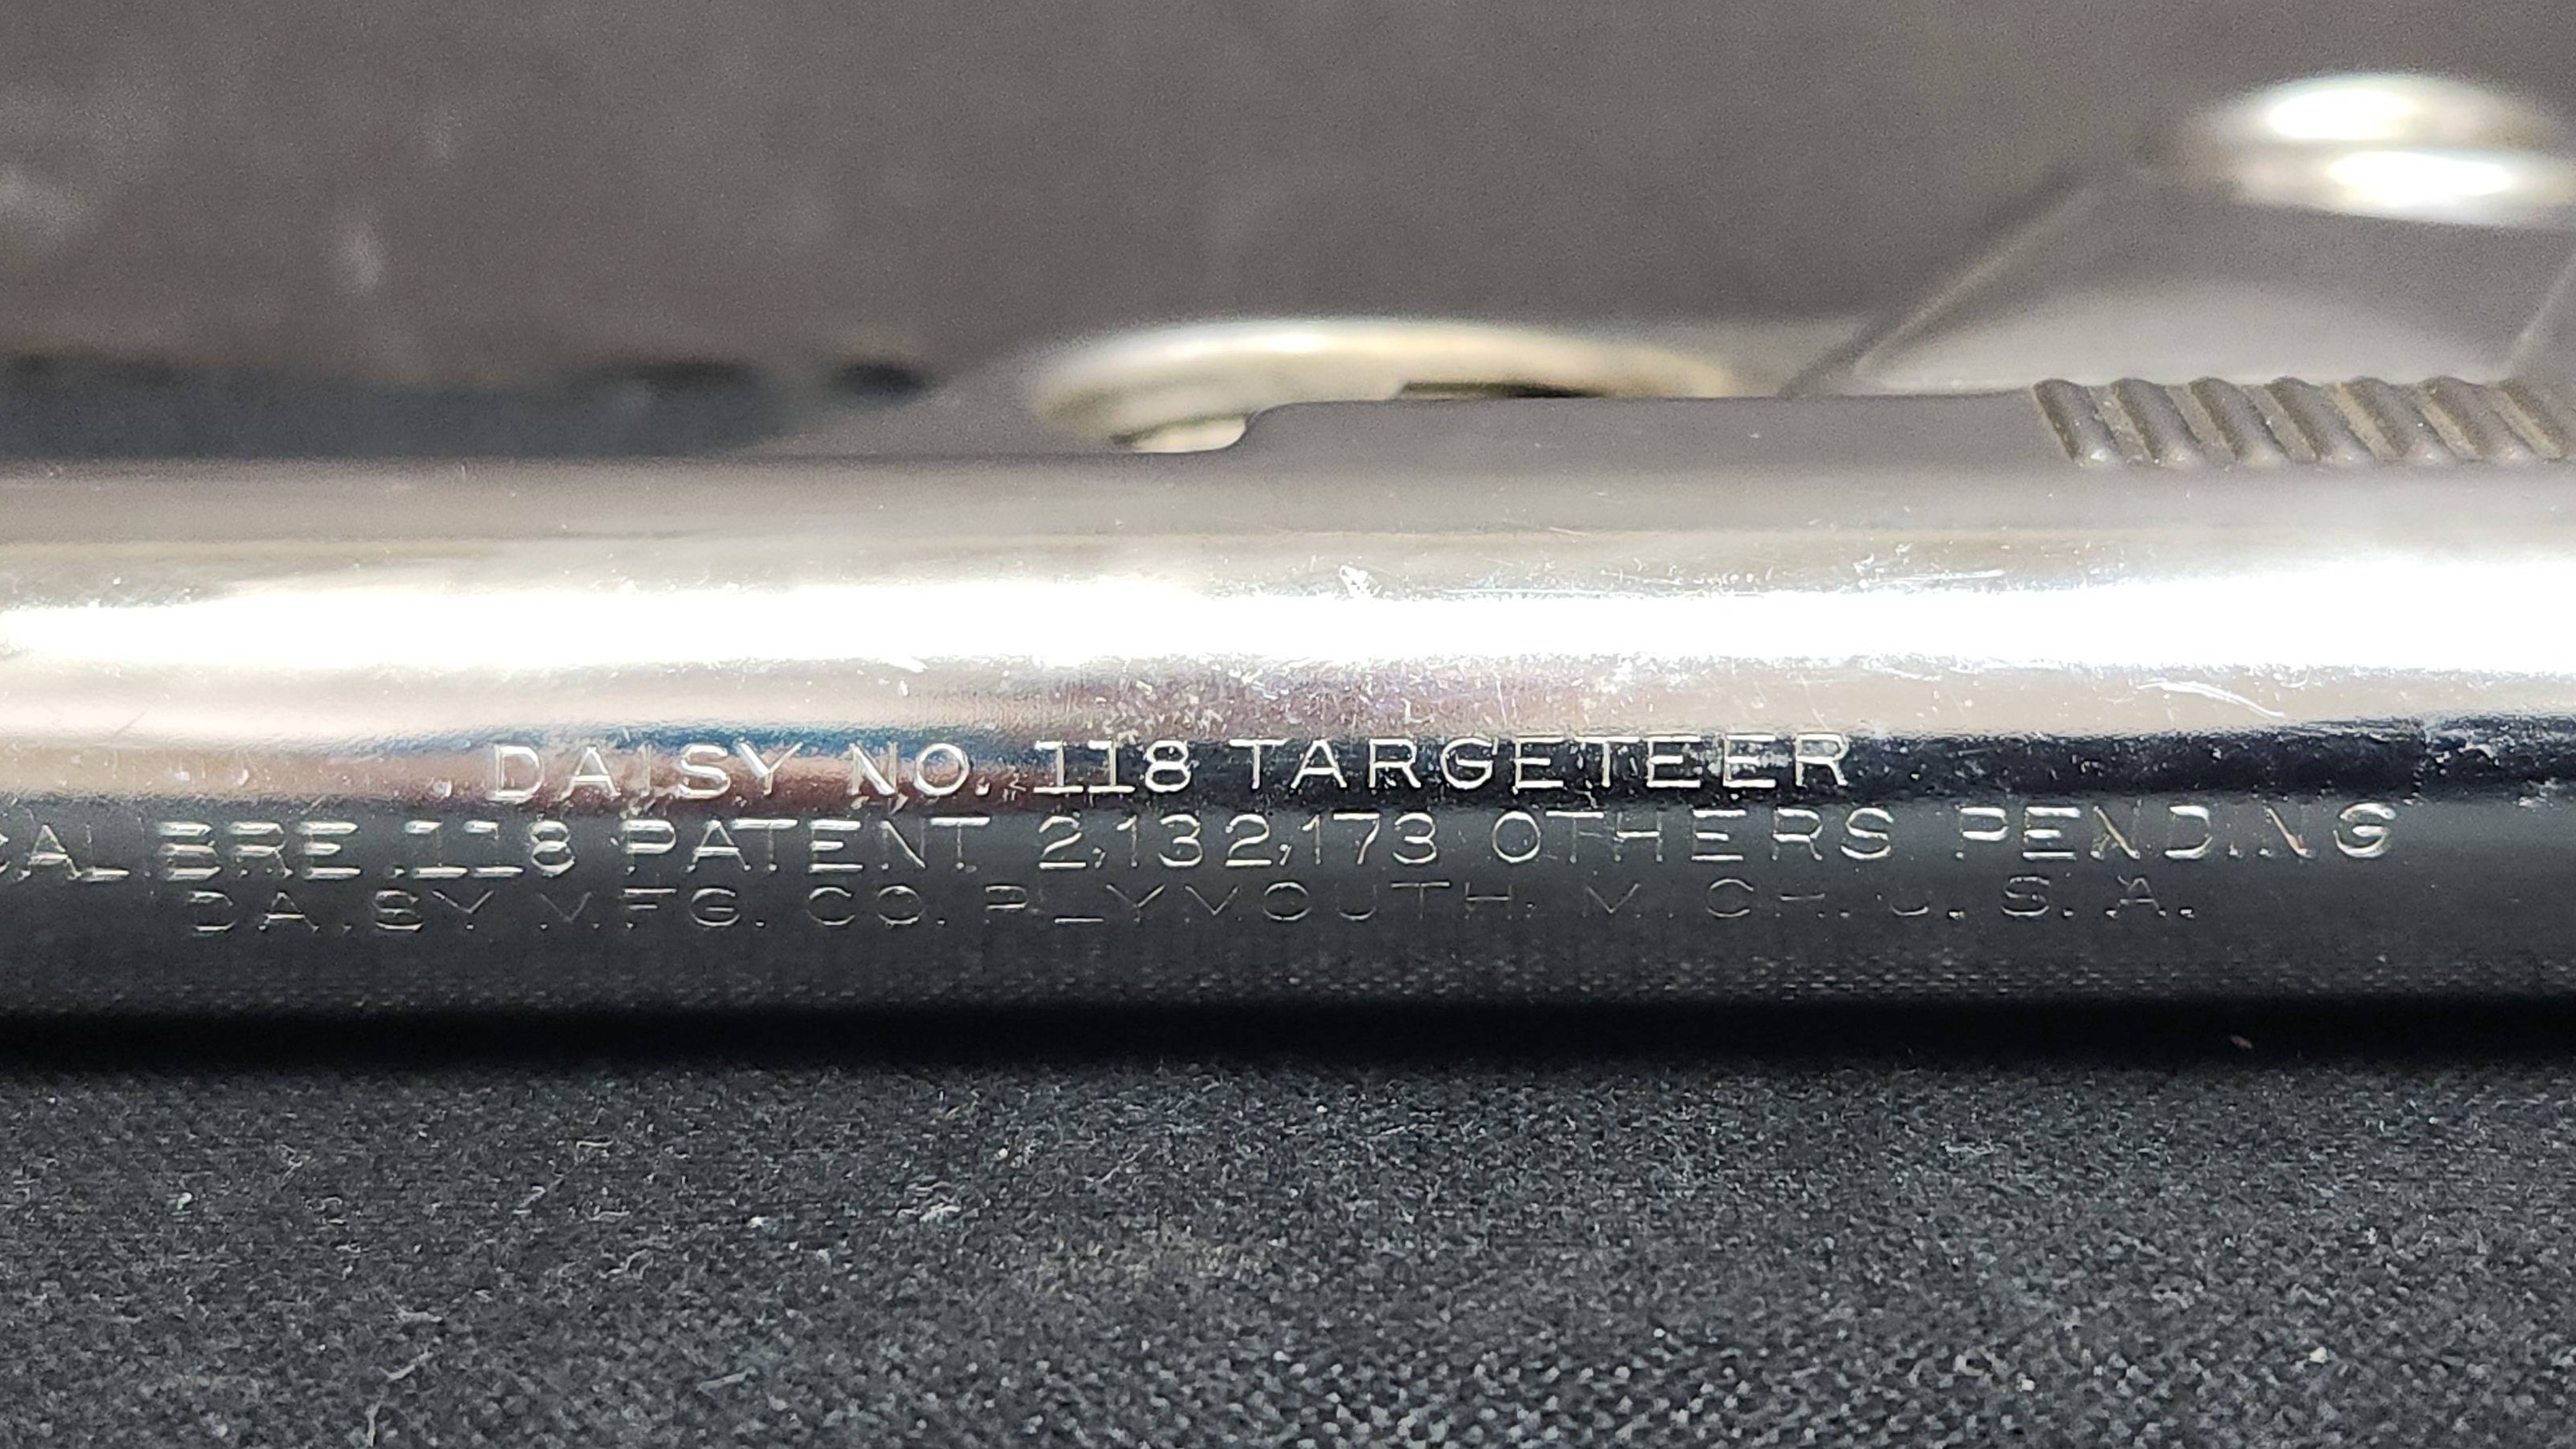 DAISY NO. 118 TARGETEER
CALIBRE .118 PATENT 2,132,173 OTHERS PENDING
DAISY MFG. CO. PLYMOUTH. MICH. U. S. A.